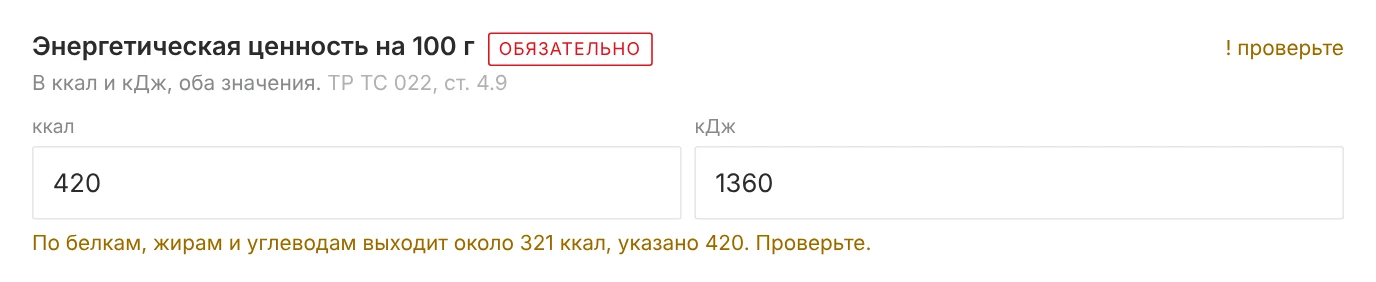 Энергетическая ценность на 100 г ОБЯЗАТЕЛЬНО ! проверьте
В ккал и кДж, оба значения. ТР ТС 022, ст. 4.9
ккал кДж
420 1360
По белкам, жирам и углеводам выходит около 321 ккал, указано 420. Проверьте.